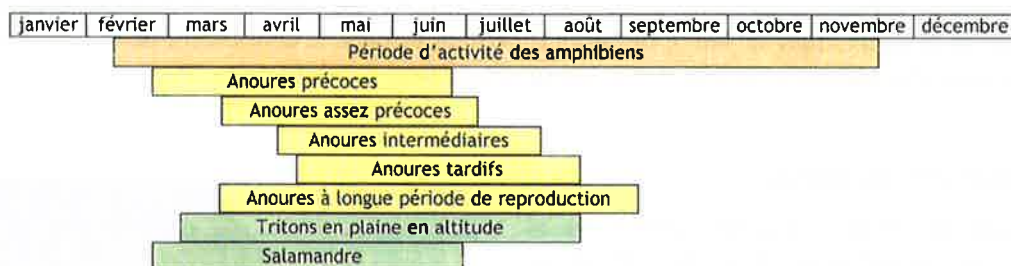 janvier février mars avril mai juin juillet août septembre octobre novembre décembre
Période d'activité des amphibiens
Anoures précoces
Anoures assez précoces
Anoures intermédiaires
Anoures tardifs
Anoures à longue période de reproduction
Tritons en plaine en altitude
Salamandre